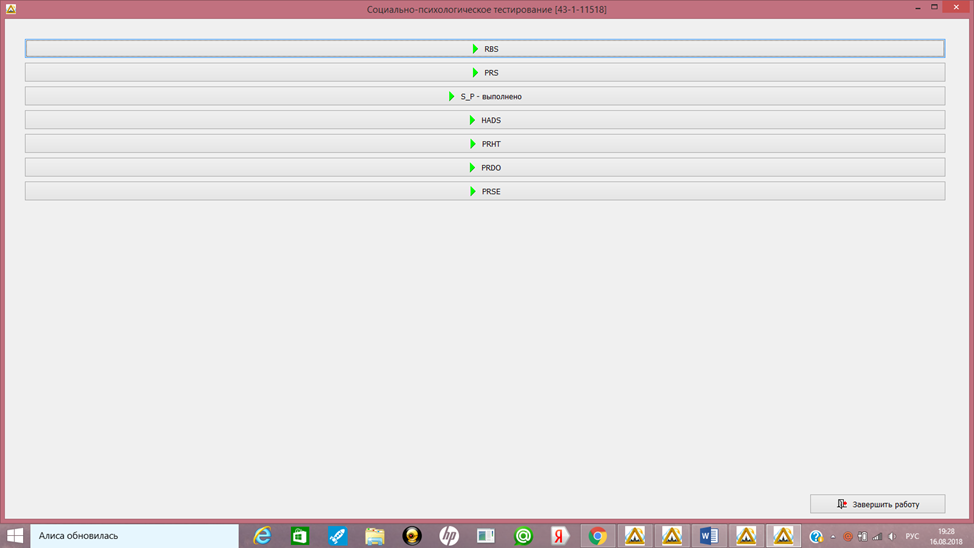 Социально-психологическое тестирование [43-1-11518]
RBS
PRS
S_P - выполнено
HADS
PRHT
PRDO
PRSE
Завершить работу
Алиса обновилась
hp
РУС
19:28
16.08.2018